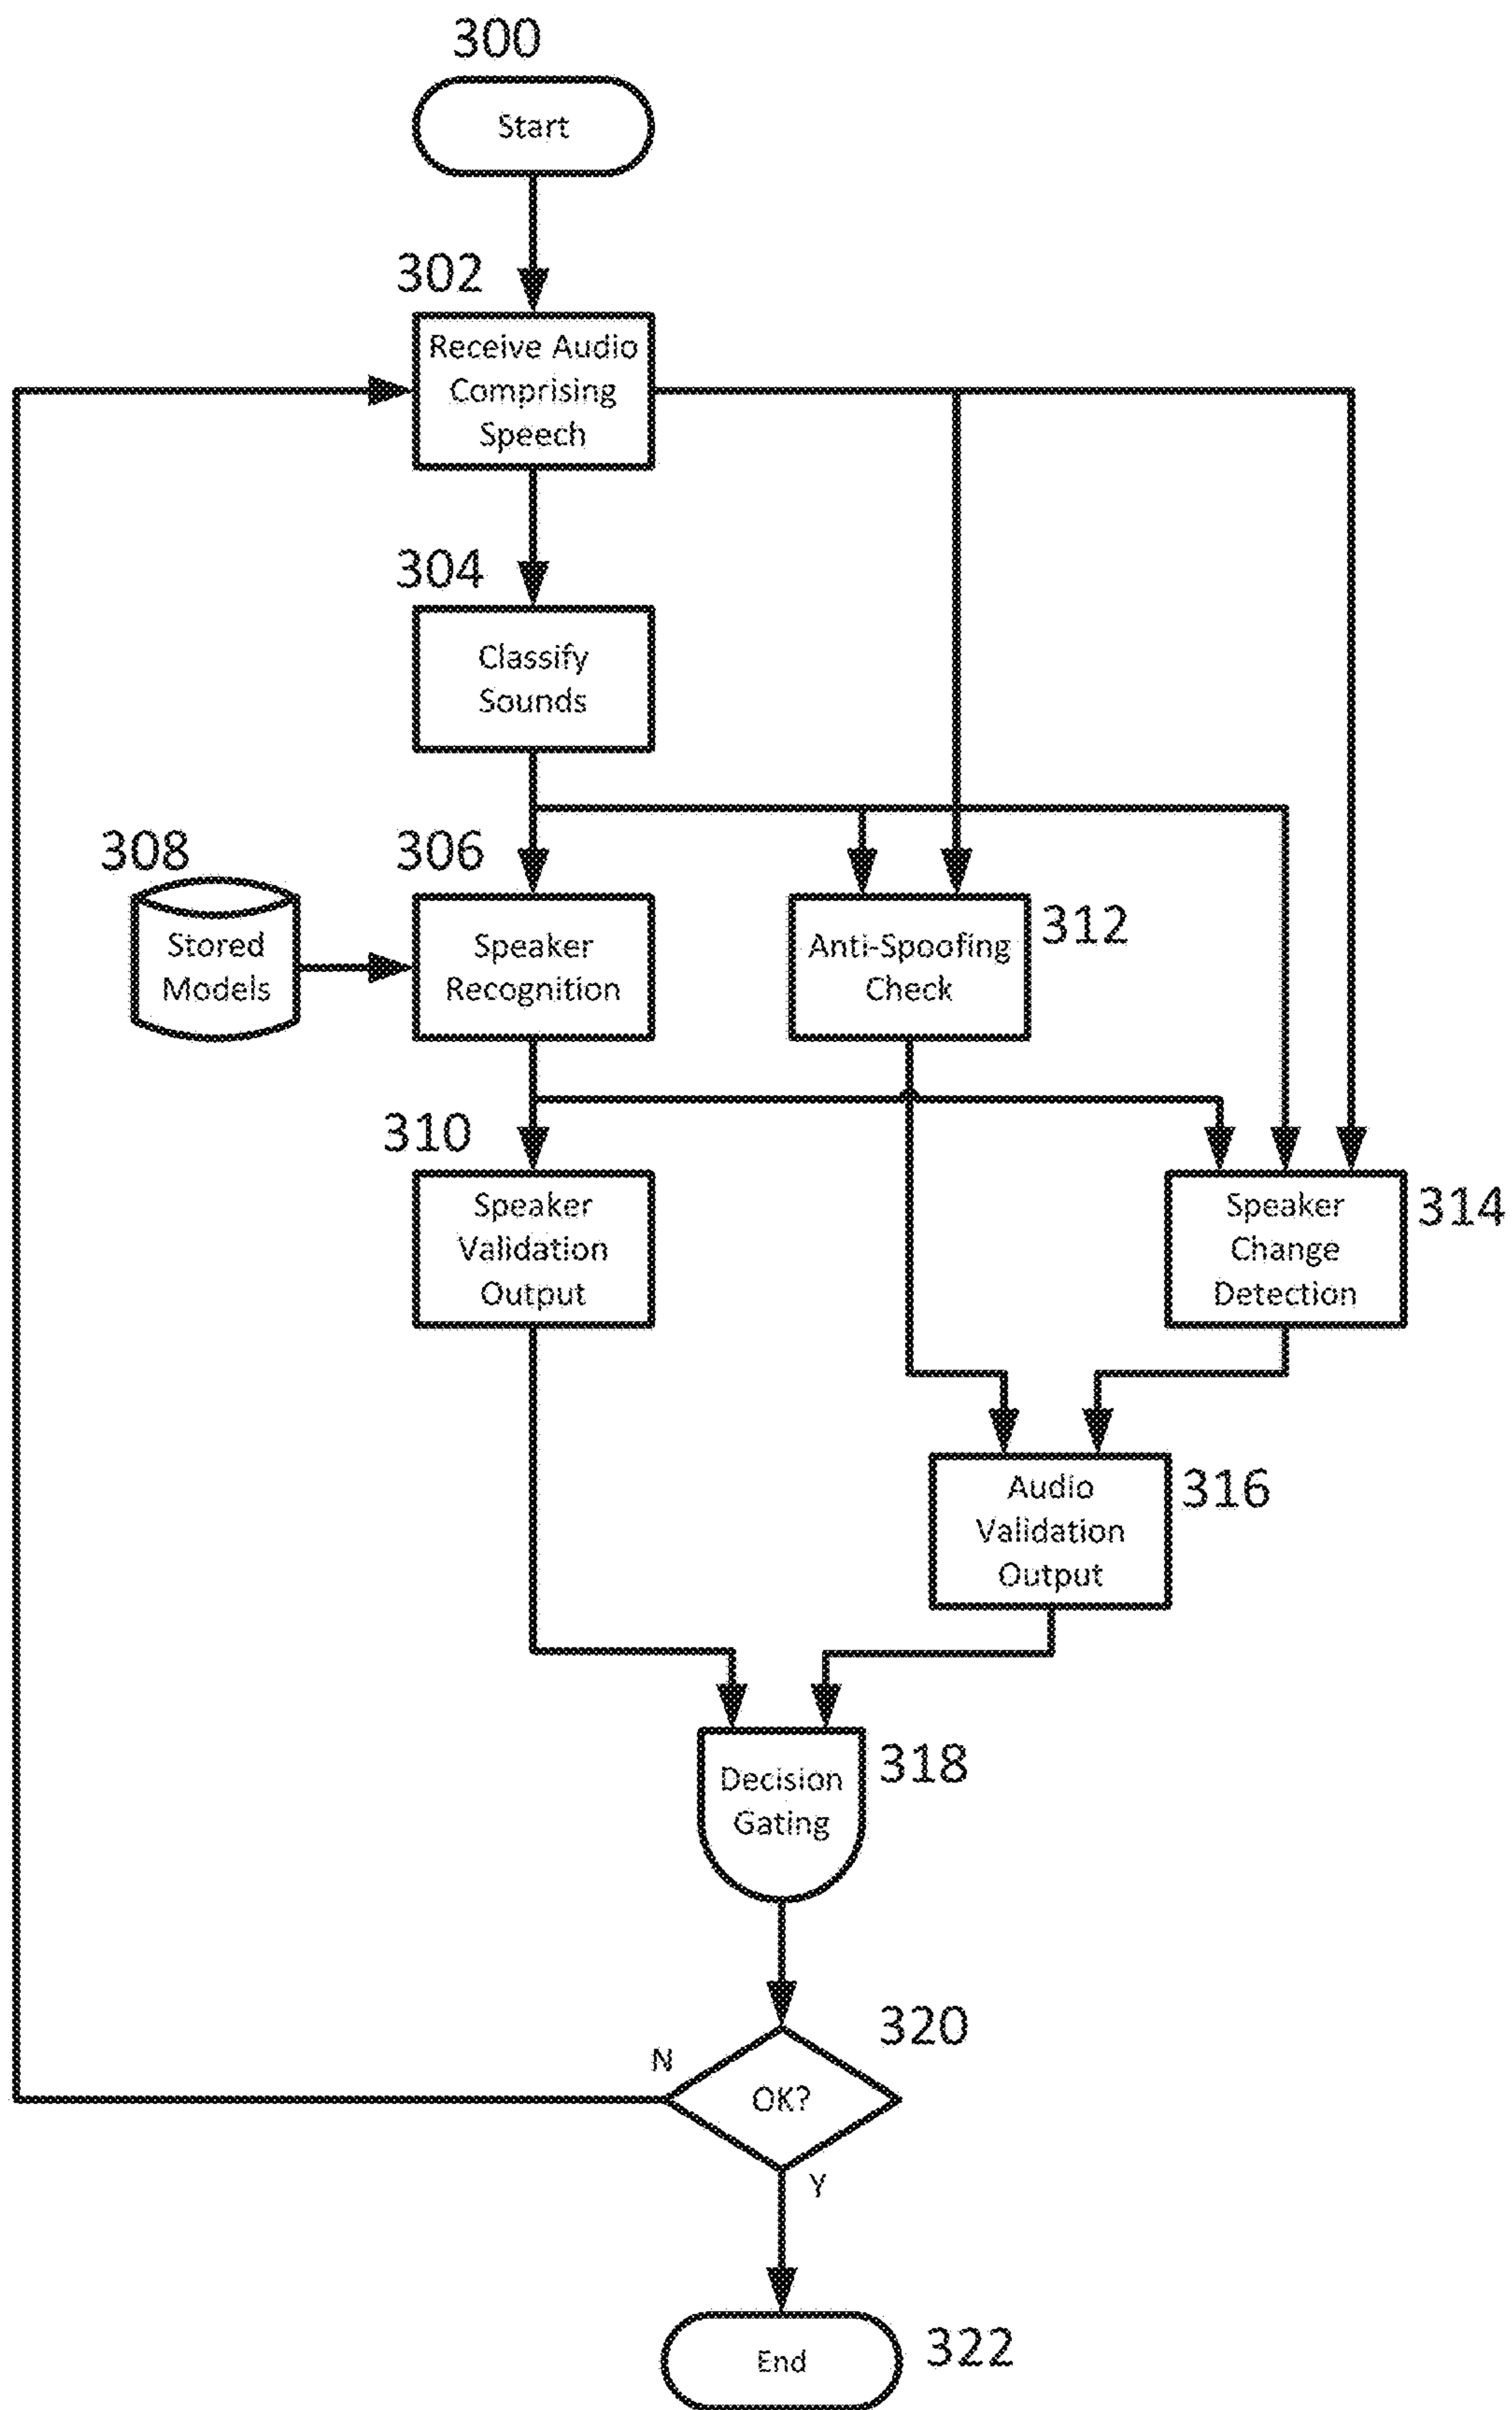 300
Start
302
Receive Audio
Comprising
Speech
304
Classify
Sounds
308
Stored
Models
306
Speaker
Recognition
Anti-Spoofing
Check
312
310
Speaker
Validation
Output
Speaker
Change
Detection
314
Audio
Validation
Output
316
Decision
Gating
318
320
N
OK?
Y
End
322